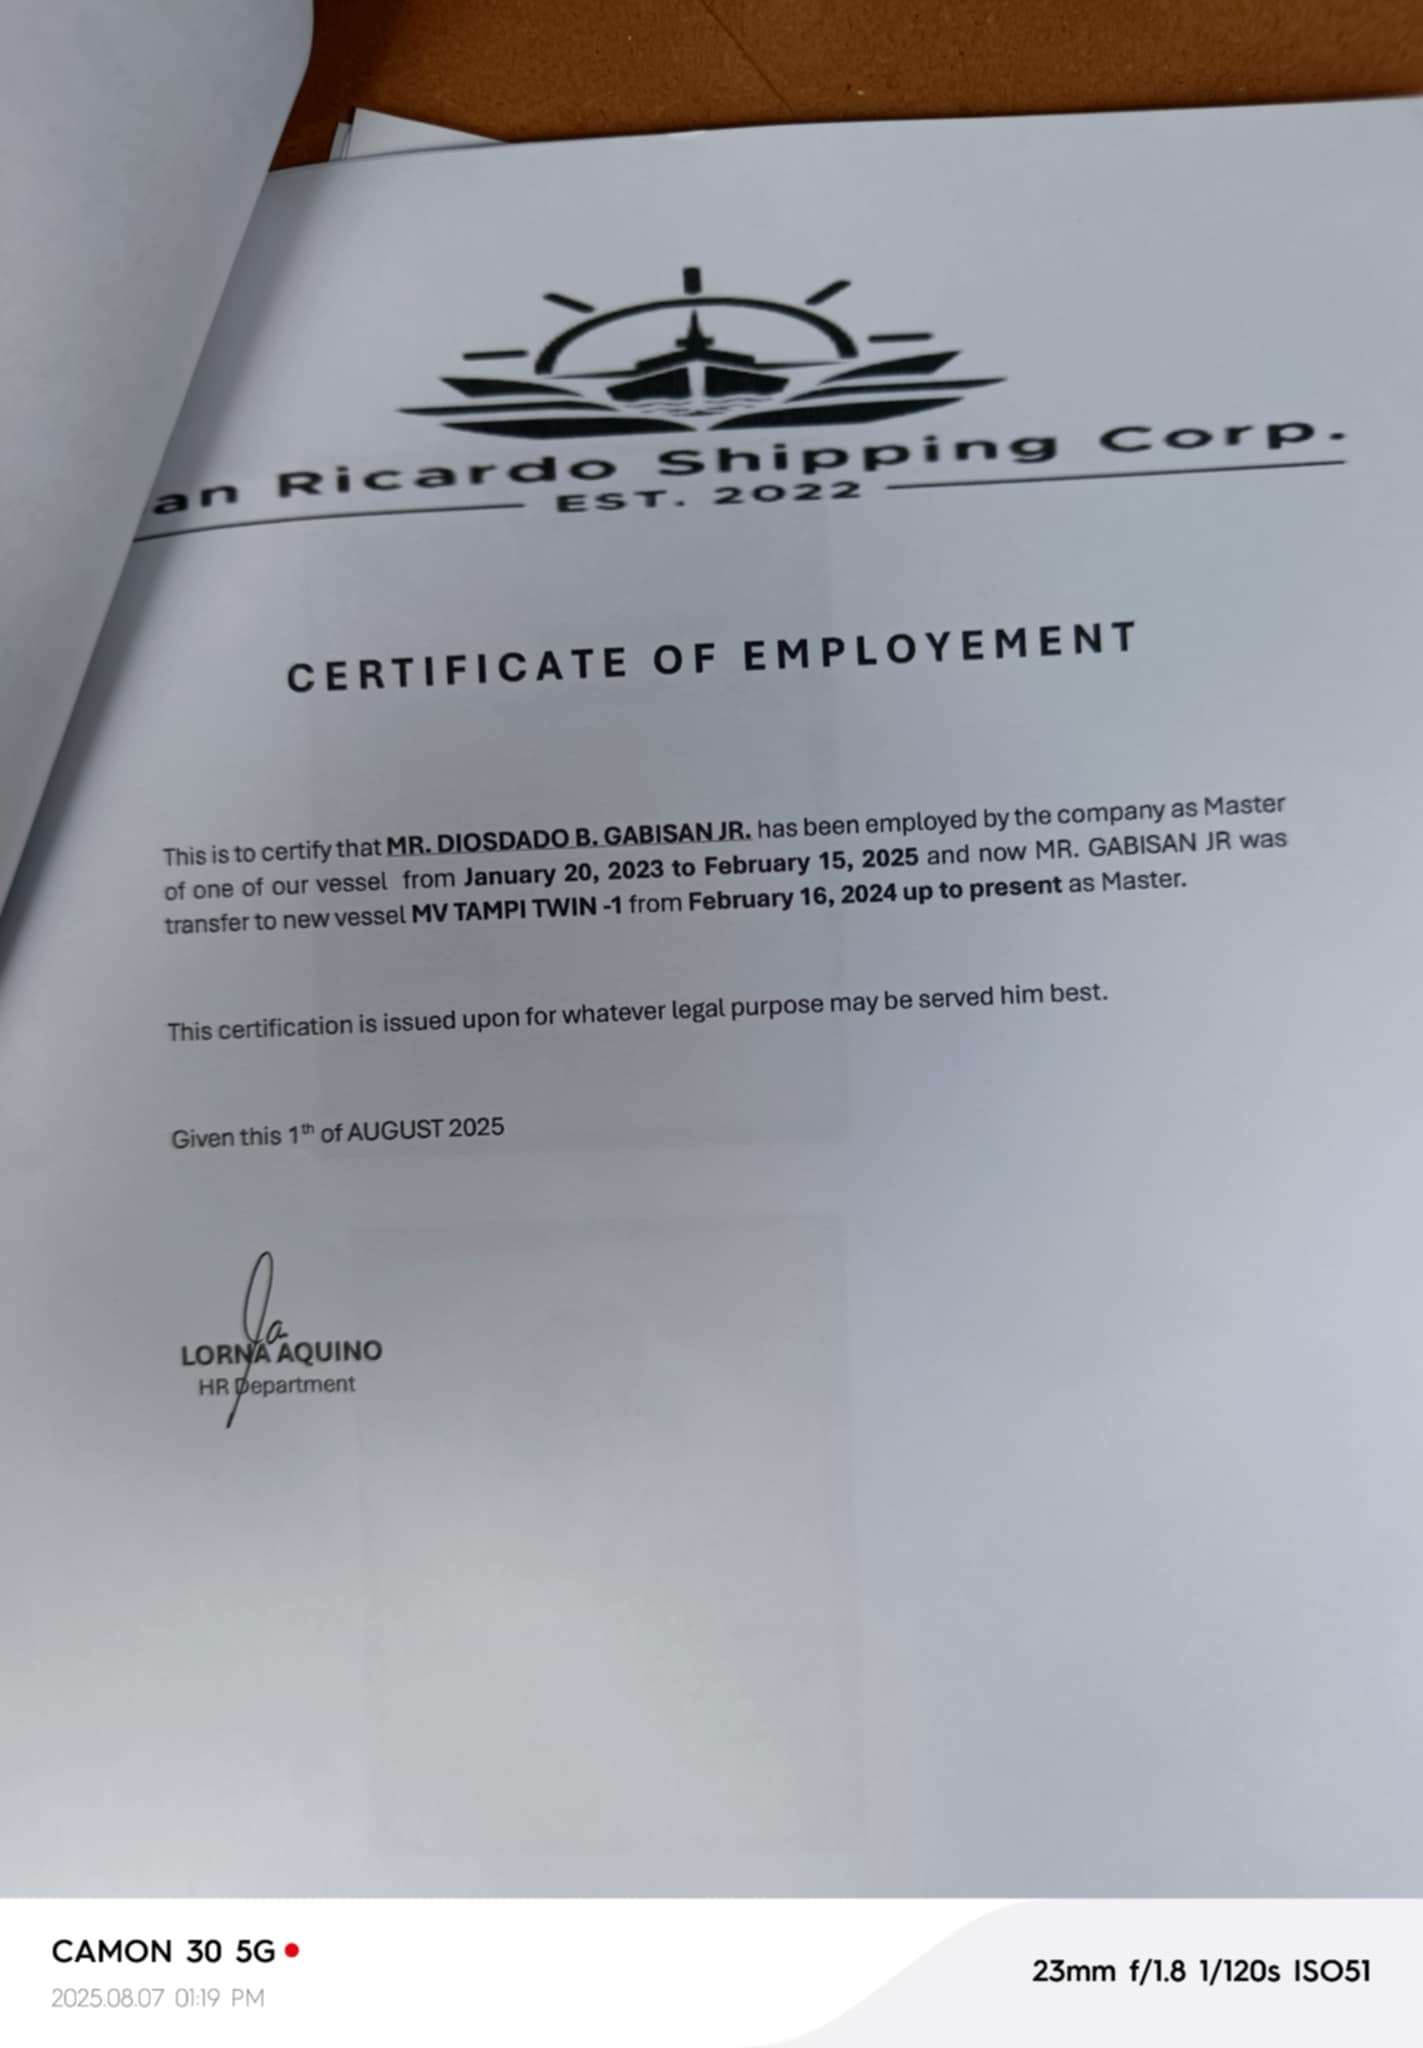 an Ricardo Shipping Corp.
EST. 2022
CERTIFICATE OF EMPLOYEMENT
This is to certify that MR. DIOSDADO B. GABISAN JR. has been employed by the company as Master
of one of our vessel from January 20, 2023 to February 15, 2025 and now MR. GABISAN JR was
transfer to new vessel MV TAMPI TWIN -1 from February 16, 2024 up to present as Master.
This certification is issued upon for whatever legal purpose may be served him best.
Given this 1th of AUGUST 2025
LORNA AQUINO
HR Department
CAMON 30 5G
2025.08.07 01:19 PM
23mm f/1.8 1/120s ISO51